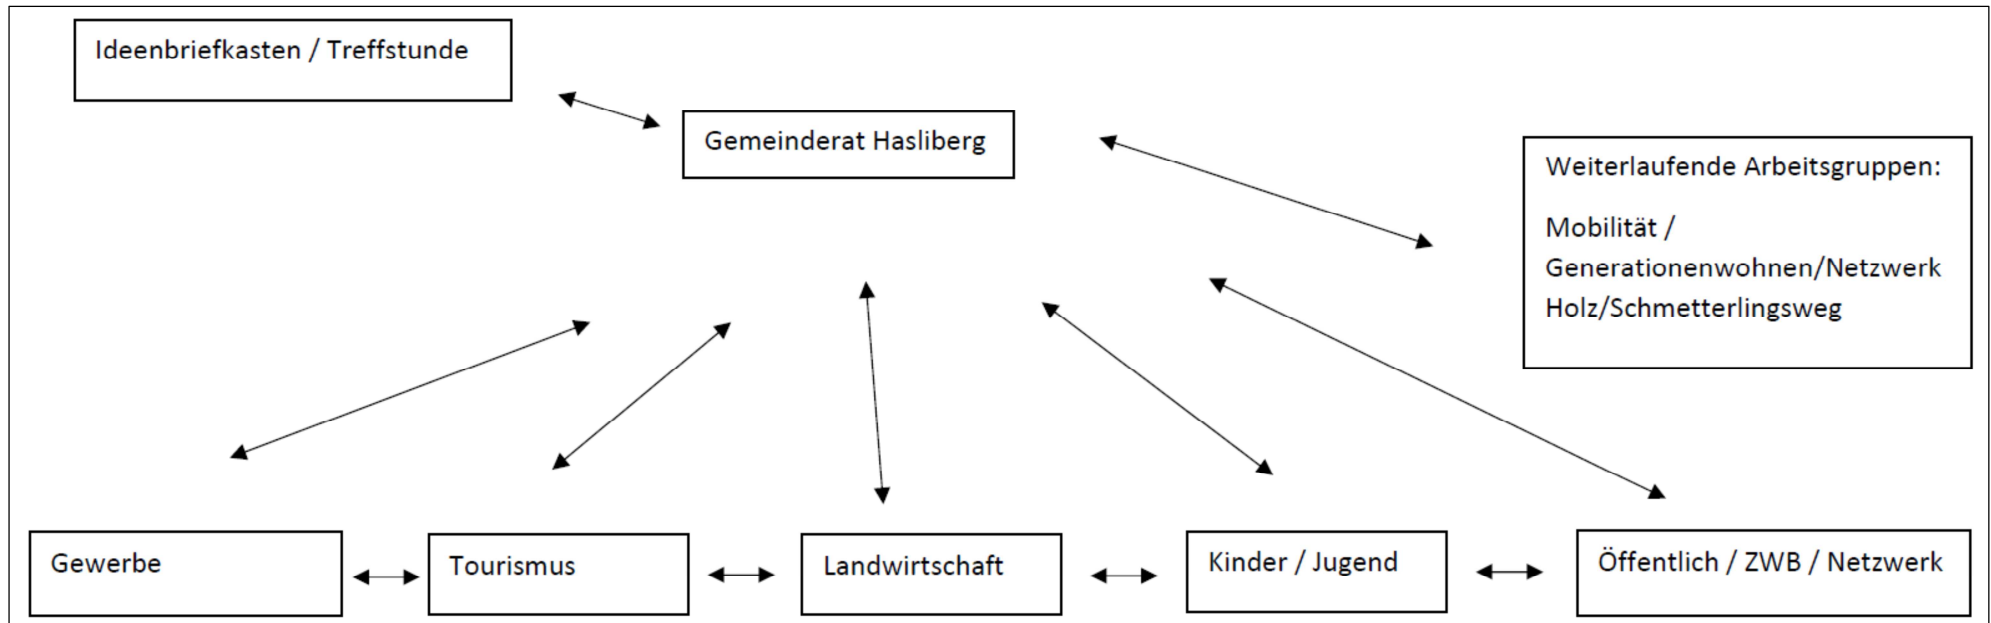 Ideenbriefkasten / Treffstunde
Gemeinderat Hasliberg
Weiterlaufende Arbeitsgruppen:
Mobilität /
Generationenwohnen/Netzwerk
Holz/Schmetterlingsweg
Gewerbe
Tourismus
Landwirtschaft
Kinder / Jugend
Öffentlich / ZWB / Netzwerk